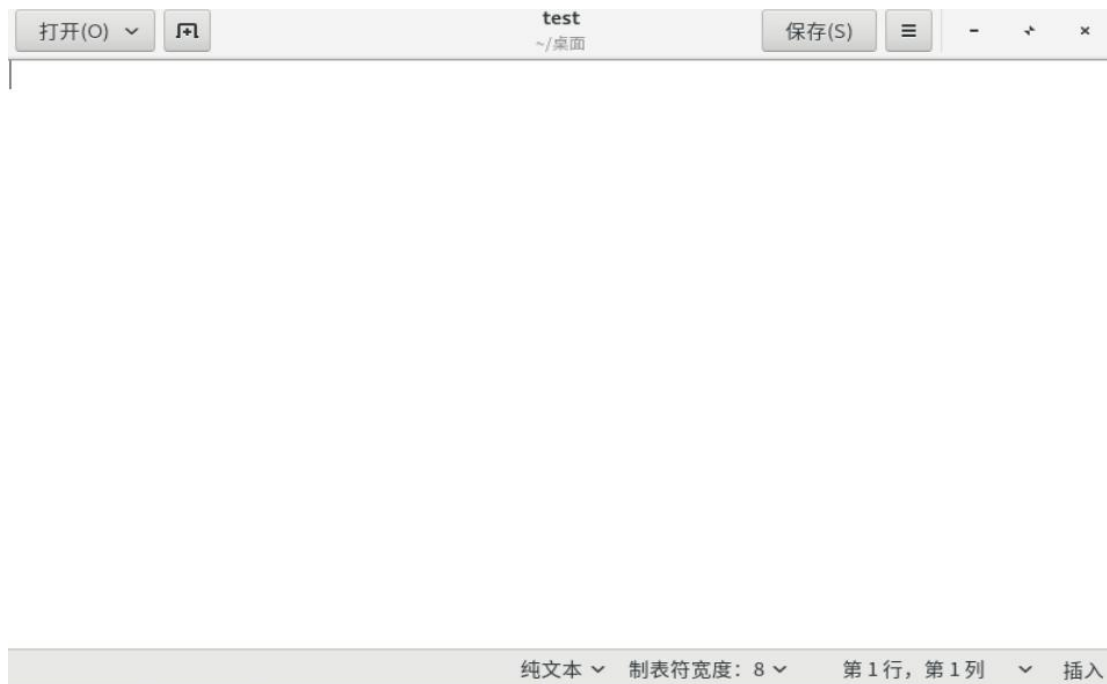 打开(O)
test
~/桌面
保存(S)
纯文本 制表符宽度：8 第 1 行，第 1 列 插入